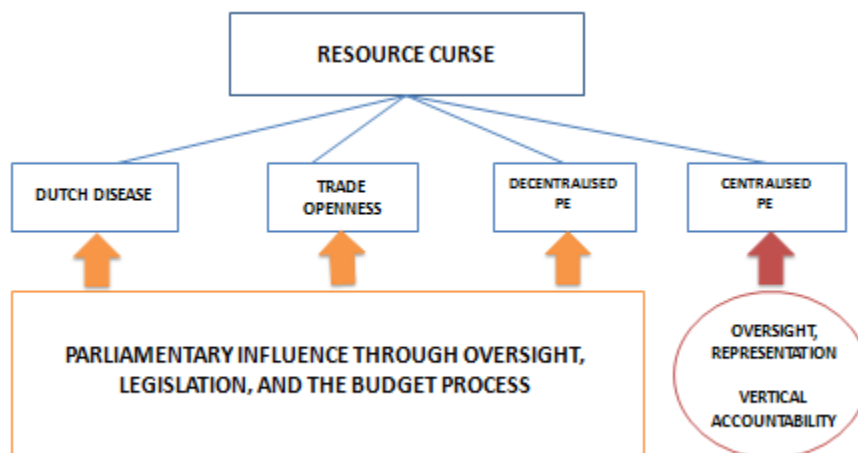 RESOURCE CURSE
DUTCH DISEASE
TRADE
OPENNESS
DECENTRALISED
PE
CENTRALISED
PE
PARLIAMENTARY INFLUENCE THROUGH OVERSIGHT,
LEGISLATION, AND THE BUDGET PROCESS
OVERSIGHT,
REPRESENTATION
VERTICAL
ACCOUNTABILITY